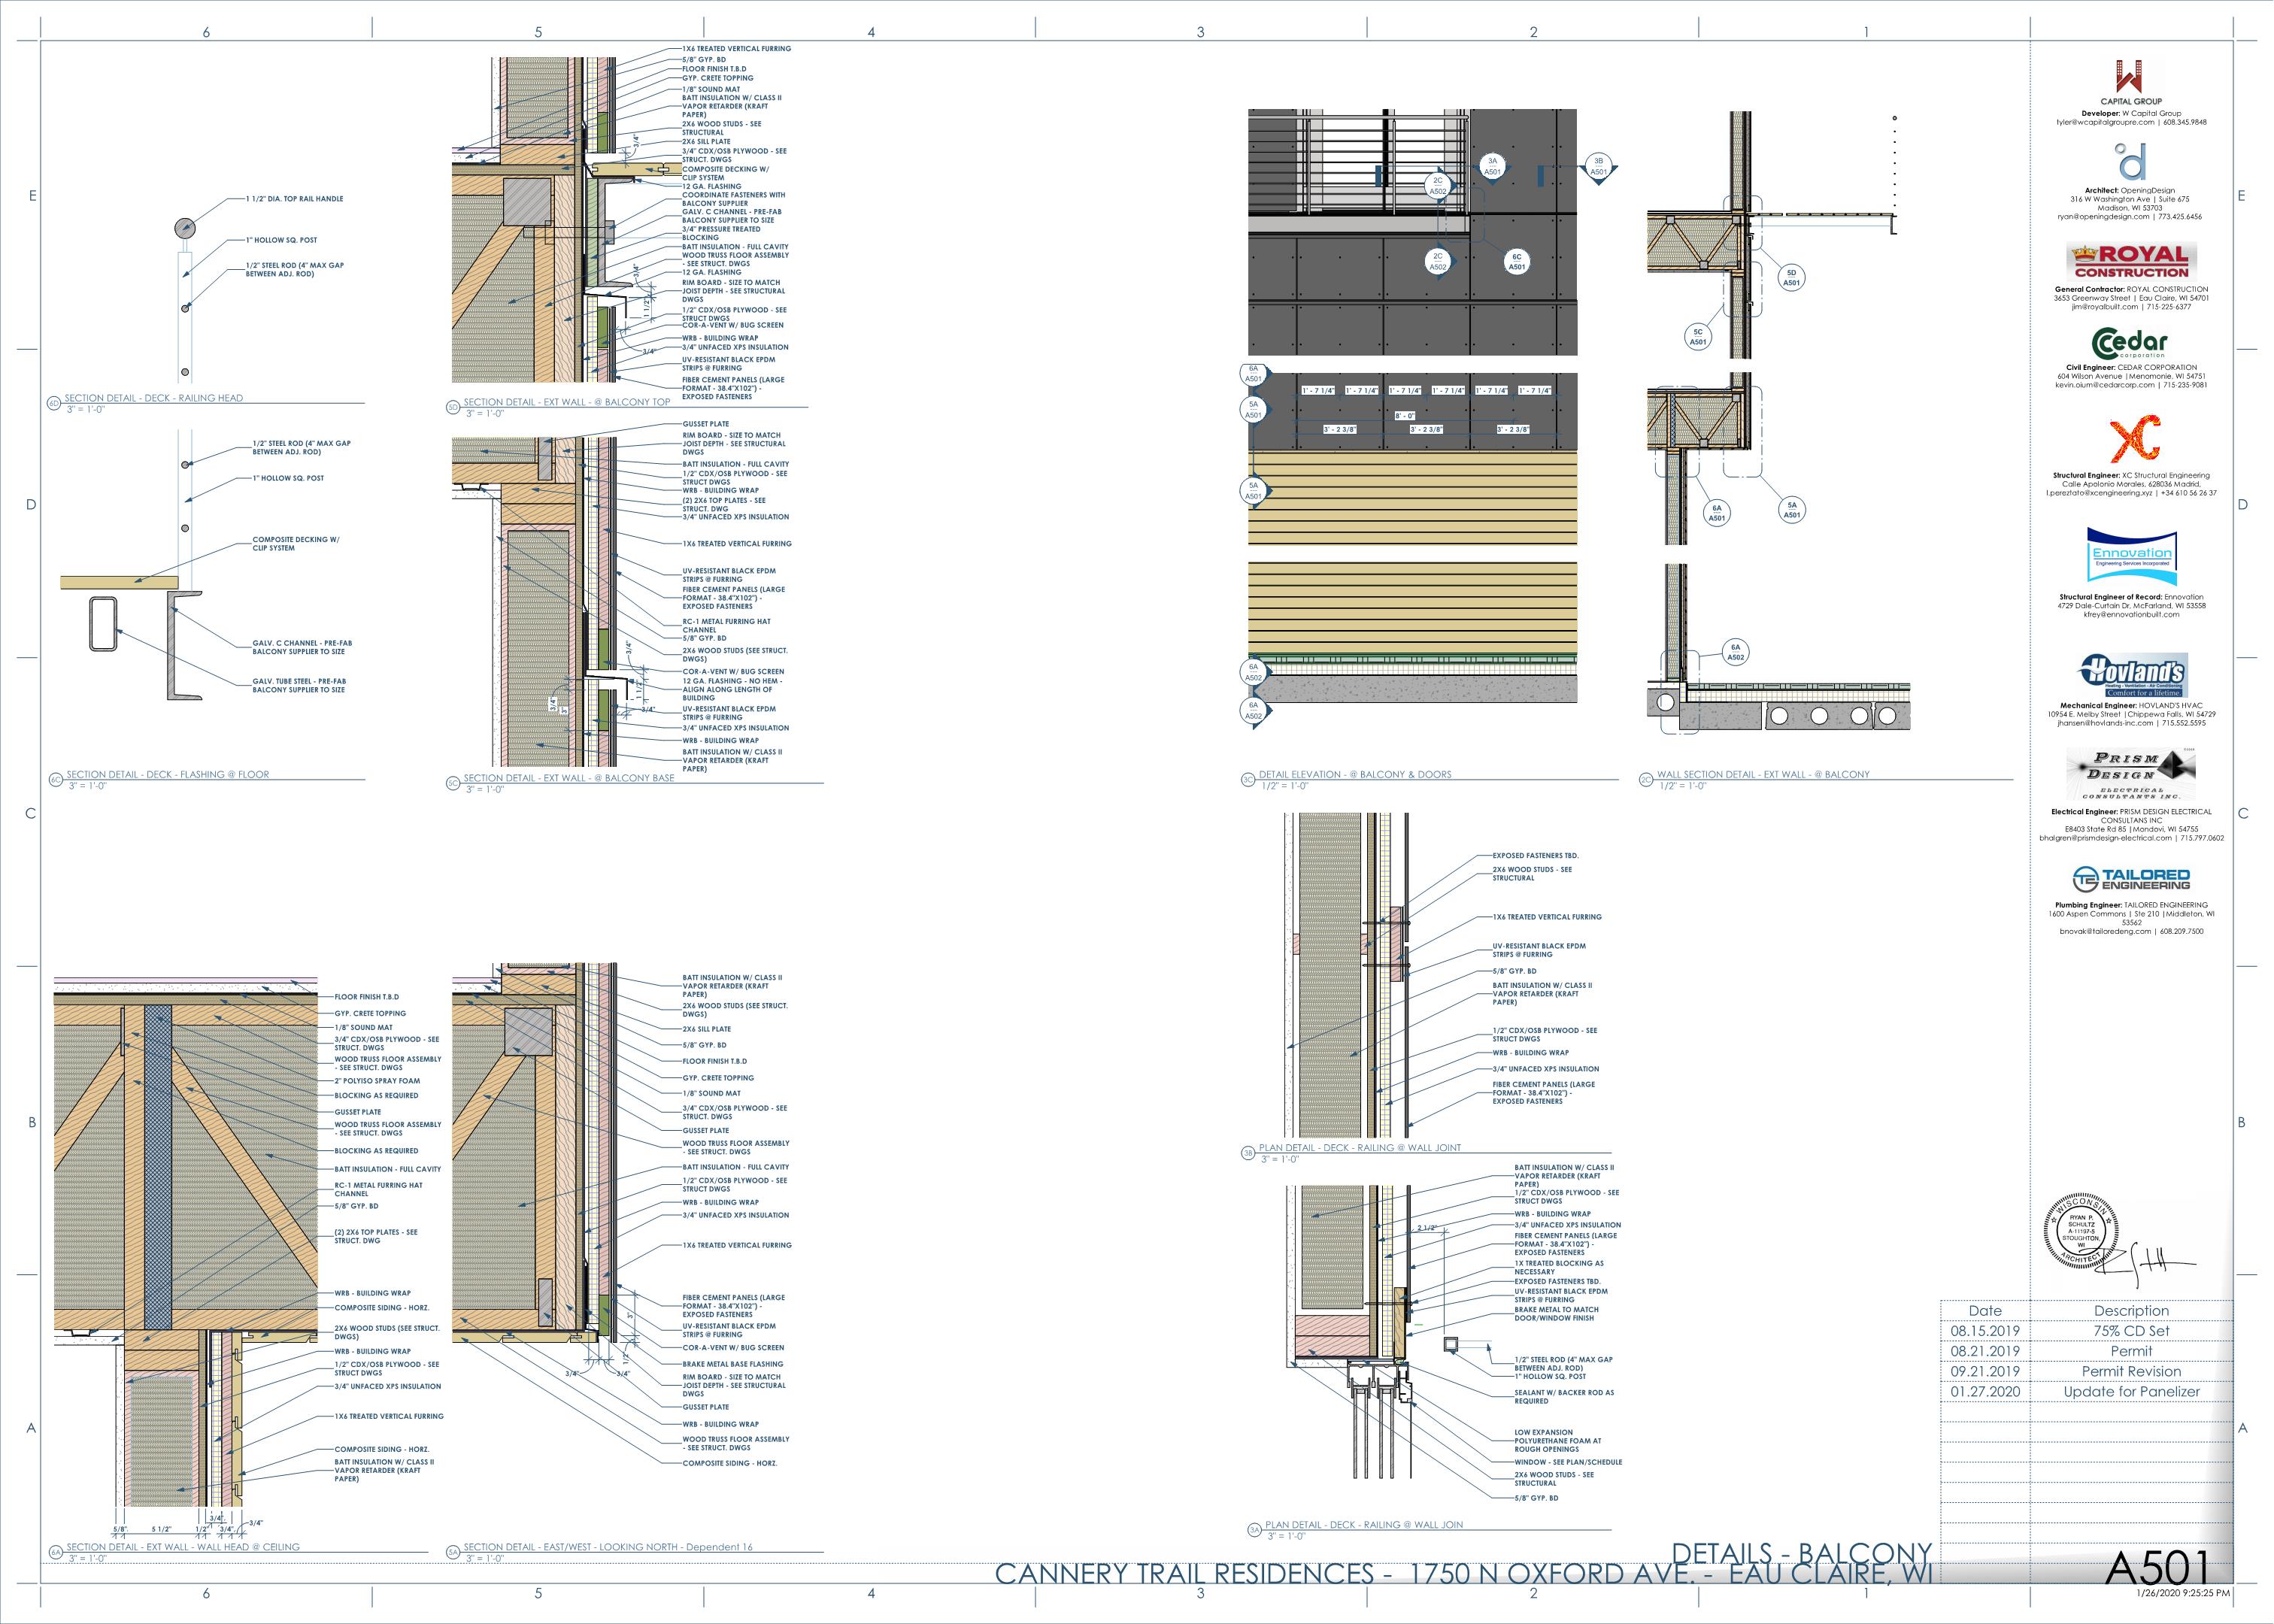 6
5
4
3
2
1
E
D
C
B
A
1 1/2" DIA. TOP RAIL HANDLE
1" HOLLOW SQ. POST
1/2" STEEL ROD (4" MAX GAP
BETWEEN ADJ. ROD)
6D
SECTION DETAIL - DECK - RAILING HEAD
3" = 1'-0"
1/2" STEEL ROD (4" MAX GAP
BETWEEN ADJ. ROD)
1" HOLLOW SQ. POST
COMPOSITE DECKING W/
CLIP SYSTEM
GALV. C CHANNEL - PRE-FAB
BALCONY SUPPLIER TO SIZE
GALV. TUBE STEEL - PRE-FAB
BALCONY SUPPLIER TO SIZE
6C
SECTION DETAIL - DECK - FLASHING @ FLOOR
3" = 1'-0"
1X6 TREATED VERTICAL FURRING
5/8" GYP. BD
FLOOR FINISH T.B.D
GYP. CRETE TOPPING
1/8" SOUND MAT
BATT INSULATION W/ CLASS II
VAPOR RETARDER (KRAFT
PAPER)
2X6 WOOD STUDS - SEE
STRUCTURAL
2X6 SILL PLATE
3/4" CDX/OSB PLYWOOD - SEE
STRUCT. DWGS
COMPOSITE DECKING W/
CLIP SYSTEM
12 GA. FLASHING
COORDINATE FASTENERS WITH
BALCONY SUPPLIER
GALV. C CHANNEL - PRE-FAB
BALCONY SUPPLIER TO SIZE
3/4" PRESSURE TREATED
BLOCKING
BATT INSULATION - FULL CAVITY
WOOD TRUSS FLOOR ASSEMBLY
- SEE STRUCT. DWGS
12 GA. FLASHING
RIM BOARD - SIZE TO MATCH
JOIST DEPTH - SEE STRUCTURAL
DWGS
1/2" CDX/OSB PLYWOOD - SEE
STRUCT DWGS
COR-A-VENT W/ BUG SCREEN
WRB - BUILDING WRAP
3/4" UNFACED XPS INSULATION
UV-RESISTANT BLACK EPDM
STRIPS @ FURRING
FIBER CEMENT PANELS (LARGE
FORMAT - 38.4"X102") -
EXPOSED FASTENERS
3/4"
3/4"
1 1/2"
3/4"
5D
SECTION DETAIL - EXT WALL - @ BALCONY TOP
3" = 1'-0"
GUSSET PLATE
RIM BOARD - SIZE TO MATCH
JOIST DEPTH - SEE STRUCTURAL
DWGS
BATT INSULATION - FULL CAVITY
1/2" CDX/OSB PLYWOOD - SEE
STRUCT DWGS
WRB - BUILDING WRAP
(2) 2X6 TOP PLATES - SEE
STRUCT. DWG
3/4" UNFACED XPS INSULATION
1X6 TREATED VERTICAL FURRING
UV-RESISTANT BLACK EPDM
STRIPS @ FURRING
FIBER CEMENT PANELS (LARGE
FORMAT - 38.4"X102") -
EXPOSED FASTENERS
RC-1 METAL FURRING HAT
CHANNEL
5/8" GYP. BD
2X6 WOOD STUDS (SEE STRUCT.
DWGS)
COR-A-VENT W/ BUG SCREEN
12 GA. FLASHING - NO HEM -
ALIGN ALONG LENGTH OF
BUILDING
UV-RESISTANT BLACK EPDM
STRIPS @ FURRING
3/4" UNFACED XPS INSULATION
WRB - BUILDING WRAP
BATT INSULATION W/ CLASS II
VAPOR RETARDER (KRAFT
PAPER)
3/4"
1 1/2"
3/4"
3"
3/4"
5C
SECTION DETAIL - EXT WALL - @ BALCONY BASE
3" = 1'-0"
FLOOR FINISH T.B.D
GYP. CRETE TOPPING
1/8" SOUND MAT
3/4" CDX/OSB PLYWOOD - SEE
STRUCT. DWGS
WOOD TRUSS FLOOR ASSEMBLY
- SEE STRUCT. DWGS
2" POLYISO SPRAY FOAM
BLOCKING AS REQUIRED
GUSSET PLATE
WOOD TRUSS FLOOR ASSEMBLY
- SEE STRUCT. DWGS
BLOCKING AS REQUIRED
BATT INSULATION - FULL CAVITY
RC-1 METAL FURRING HAT
CHANNEL
5/8" GYP. BD
(2) 2X6 TOP PLATES - SEE
STRUCT. DWG
WRB - BUILDING WRAP
COMPOSITE SIDING - HORZ.
2X6 WOOD STUDS (SEE STRUCT.
DWGS)
WRB - BUILDING WRAP
1/2" CDX/OSB PLYWOOD - SEE
STRUCT DWGS
3/4" UNFACED XPS INSULATION
1X6 TREATED VERTICAL FURRING
COMPOSITE SIDING - HORZ.
BATT INSULATION W/ CLASS II
VAPOR RETARDER (KRAFT
PAPER)
5/8"
5 1/2"
1/2"
3/4"
3/4"
3/4"
6A
SECTION DETAIL - EXT WALL - WALL HEAD @ CEILING
3" = 1'-0"
BATT INSULATION W/ CLASS II
VAPOR RETARDER (KRAFT
PAPER)
2X6 WOOD STUDS (SEE STRUCT.
DWGS)
2X6 SILL PLATE
5/8" GYP. BD
FLOOR FINISH T.B.D
GYP. CRETE TOPPING
1/8" SOUND MAT
3/4" CDX/OSB PLYWOOD - SEE
STRUCT. DWGS
GUSSET PLATE
WOOD TRUSS FLOOR ASSEMBLY
- SEE STRUCT. DWGS
BATT INSULATION - FULL CAVITY
1/2" CDX/OSB PLYWOOD - SEE
STRUCT DWGS
WRB - BUILDING WRAP
3/4" UNFACED XPS INSULATION
1X6 TREATED VERTICAL FURRING
FIBER CEMENT PANELS (LARGE
FORMAT - 38.4"X102") -
EXPOSED FASTENERS
UV-RESISTANT BLACK EPDM
STRIPS @ FURRING
COR-A-VENT W/ BUG SCREEN
BRAKE METAL BASE FLASHING
RIM BOARD - SIZE TO MATCH
JOIST DEPTH - SEE STRUCTURAL
DWGS
GUSSET PLATE
WRB - BUILDING WRAP
WOOD TRUSS FLOOR ASSEMBLY
- SEE STRUCT. DWGS
COMPOSITE SIDING - HORZ.
3"
1/2"
3/4"
3/4"
5A
SECTION DETAIL - EAST/WEST - LOOKING NORTH - Dependent 16
3" = 1'-0"
2C
A502
3A
A501
3B
A501
2C
A502
6C
A501
6A
A501
5A
A501
1' - 7 1/4"
1' - 7 1/4"
1' - 7 1/4"
1' - 7 1/4"
1' - 7 1/4"
1' - 7 1/4"
8' - 0"
3' - 2 3/8"
3' - 2 3/8"
3' - 2 3/8"
5A
A501
6A
A502
6A
A502
3C
DETAIL ELEVATION - @ BALCONY & DOORS
1/2" = 1'-0"
5D
A501
5C
A501
6A
A501
5A
A501
6A
A502
2C
WALL SECTION DETAIL - EXT WALL - @ BALCONY
1/2" = 1'-0"
EXPOSED FASTENERS TBD.
2X6 WOOD STUDS - SEE
STRUCTURAL
1X6 TREATED VERTICAL FURRING
UV-RESISTANT BLACK EPDM
STRIPS @ FURRING
5/8" GYP. BD
BATT INSULATION W/ CLASS II
VAPOR RETARDER (KRAFT
PAPER)
1/2" CDX/OSB PLYWOOD - SEE
STRUCT DWGS
WRB - BUILDING WRAP
3/4" UNFACED XPS INSULATION
FIBER CEMENT PANELS (LARGE
FORMAT - 38.4"X102") -
EXPOSED FASTENERS
3B
PLAN DETAIL - DECK - RAILING @ WALL JOINT
3" = 1'-0"
BATT INSULATION W/ CLASS II
VAPOR RETARDER (KRAFT
PAPER)
1/2" CDX/OSB PLYWOOD - SEE
STRUCT DWGS
WRB - BUILDING WRAP
3/4" UNFACED XPS INSULATION
FIBER CEMENT PANELS (LARGE
FORMAT - 38.4"X102") -
EXPOSED FASTENERS
1X TREATED BLOCKING AS
NECESSARY
EXPOSED FASTENERS TBD.
UV-RESISTANT BLACK EPDM
STRIPS @ FURRING
BRAKE METAL TO MATCH
DOOR/WINDOW FINISH
2 1/2"
1/2" STEEL ROD (4" MAX GAP
BETWEEN ADJ. ROD)
1" HOLLOW SQ. POST
SEALANT W/ BACKER ROD AS
REQUIRED
LOW EXPANSION
POLYURETHANE FOAM AT
ROUGH OPENINGS
WINDOW - SEE PLAN/SCHEDULE
2X6 WOOD STUDS - SEE
STRUCTURAL
5/8" GYP. BD
3A
PLAN DETAIL - DECK - RAILING @ WALL JOIN
3" = 1'-0"
CAPITAL GROUP
Developer: W Capital Group
tyler@wcapitalgroupre.com | 608.345.9848
Architect: OpeningDesign
316 W Washington Ave | Suite 675
Madison, WI 53703
ryan@openingdesign.com | 773.425.6456
ROYAL
CONSTRUCTION
General Contractor: ROYAL CONSTRUCTION
3653 Greenway Street | Eau Claire, WI 54701
jim@royalbuilt.com | 715-225-6377
Cedar
corporation
Civil Engineer: CEDAR CORPORATION
604 Wilson Avenue |Menomonie, WI 54751
kevin.oium@cedarcorp.com | 715-235-9081
XC
Structural Engineer: XC Structural Engineering
Calle Apolonio Morales, 628036 Madrid,
l.perezfato@xcengineering.xyz | +34 610 56 26 37
Ennovation
Engineering Services Incorporated
Structural Engineer of Record: Ennovation
4729 Dale-Curtain Dr, McFarland, WI 53558
kfrey@ennovationbuilt.com
Hovland's
Heating - Ventilation - Air Conditioning
Comfort for a lifetime.
Mechanical Engineer: HOVLAND'S HVAC
10954 E. Melby Street |Chippewa Falls, WI 54729
jhansen@hovlands-inc.com | 715.552.5595
PRISM
DESIGN
ELECTRICAL
CONSULTANTS INC.
Electrical Engineer: PRISM DESIGN ELECTRICAL
CONSULTANS INC
E8403 State Rd 85 |Mondovi, WI 54755
bhalgren@prismdesign-electrical.com | 715.797.0602
TE TAILORED
ENGINEERING
Plumbing Engineer: TAILORED ENGINEERING
1600 Aspen Commons | Ste 210 |Middleton, WI
53562
bnovak@tailoredeng.com | 608.209.7500
WISCONSIN
RYAN P.
SCHULTZ
A-11197-5
STOUGHTON,
WI
ARCHITECT
Date Description
08.15.2019 75% CD Set
08.21.2019 Permit
09.21.2019 Permit Revision
01.27.2020 Update for Panelizer
DETAILS - BALCONY
CANNERY TRAIL RESIDENCES - 1750 N OXFORD AVE. - EAU CLAIRE, WI
A501
1/26/2020 9:25:25 PM
E
D
C
B
A
6
5
4
3
2
1